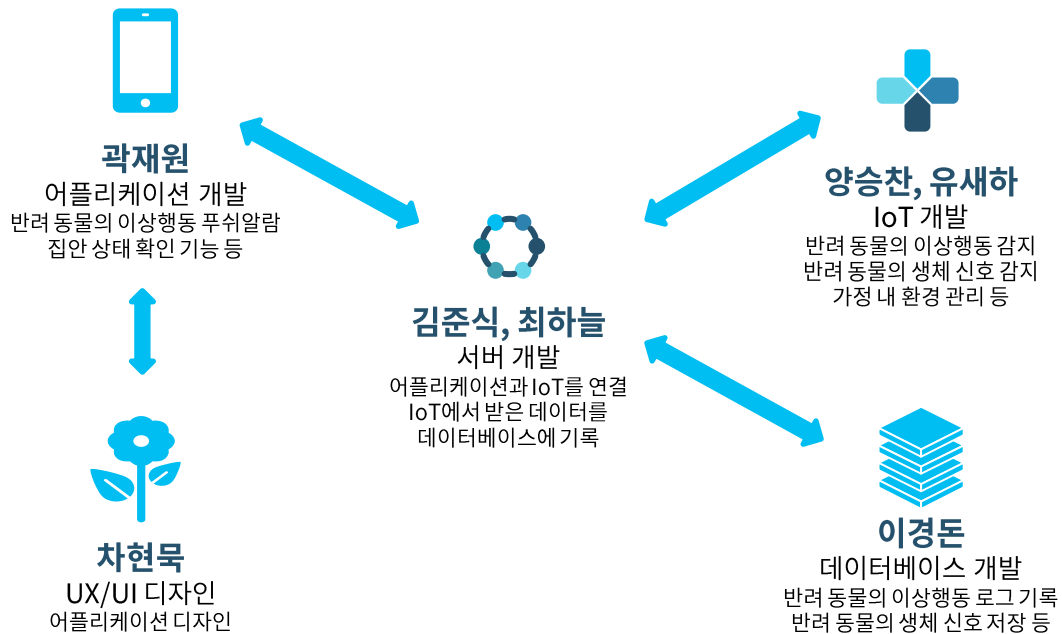 곽재원
어플리케이션 개발
반려 동물의 이상행동 푸쉬알람
집안 상태 확인 기능 등
양승찬, 유새하
IoT 개발
반려 동물의 이상행동 감지
반려 동물의 생체 신호 감지
가정 내 환경 관리 등
김준식, 최하늘
서버 개발
어플리케이션과 IoT를 연결
IoT에서 받은 데이터를
데이터베이스에 기록
차현묵
UX/UI 디자인
어플리케이션 디자인
이경돈
데이터베이스 개발
반려 동물의 이상행동 로그 기록
반려 동물의 생체 신호 저장 등